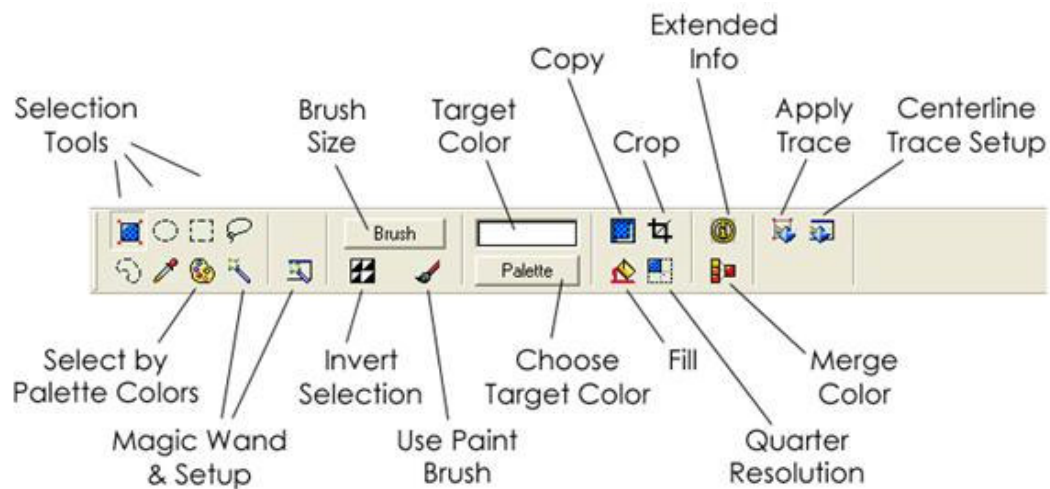 Extended
Info
Copy
Selection
Tools
Brush
Size
Target
Color
Crop
Apply
Trace
Centerline
Trace Setup
Brush
Palette
Select by
Palette Colors
Invert
Selection
Choose
Target Color
Fill
Merge
Color
Magic Wand
& Setup
Use Paint
Brush
Quarter
Resolution